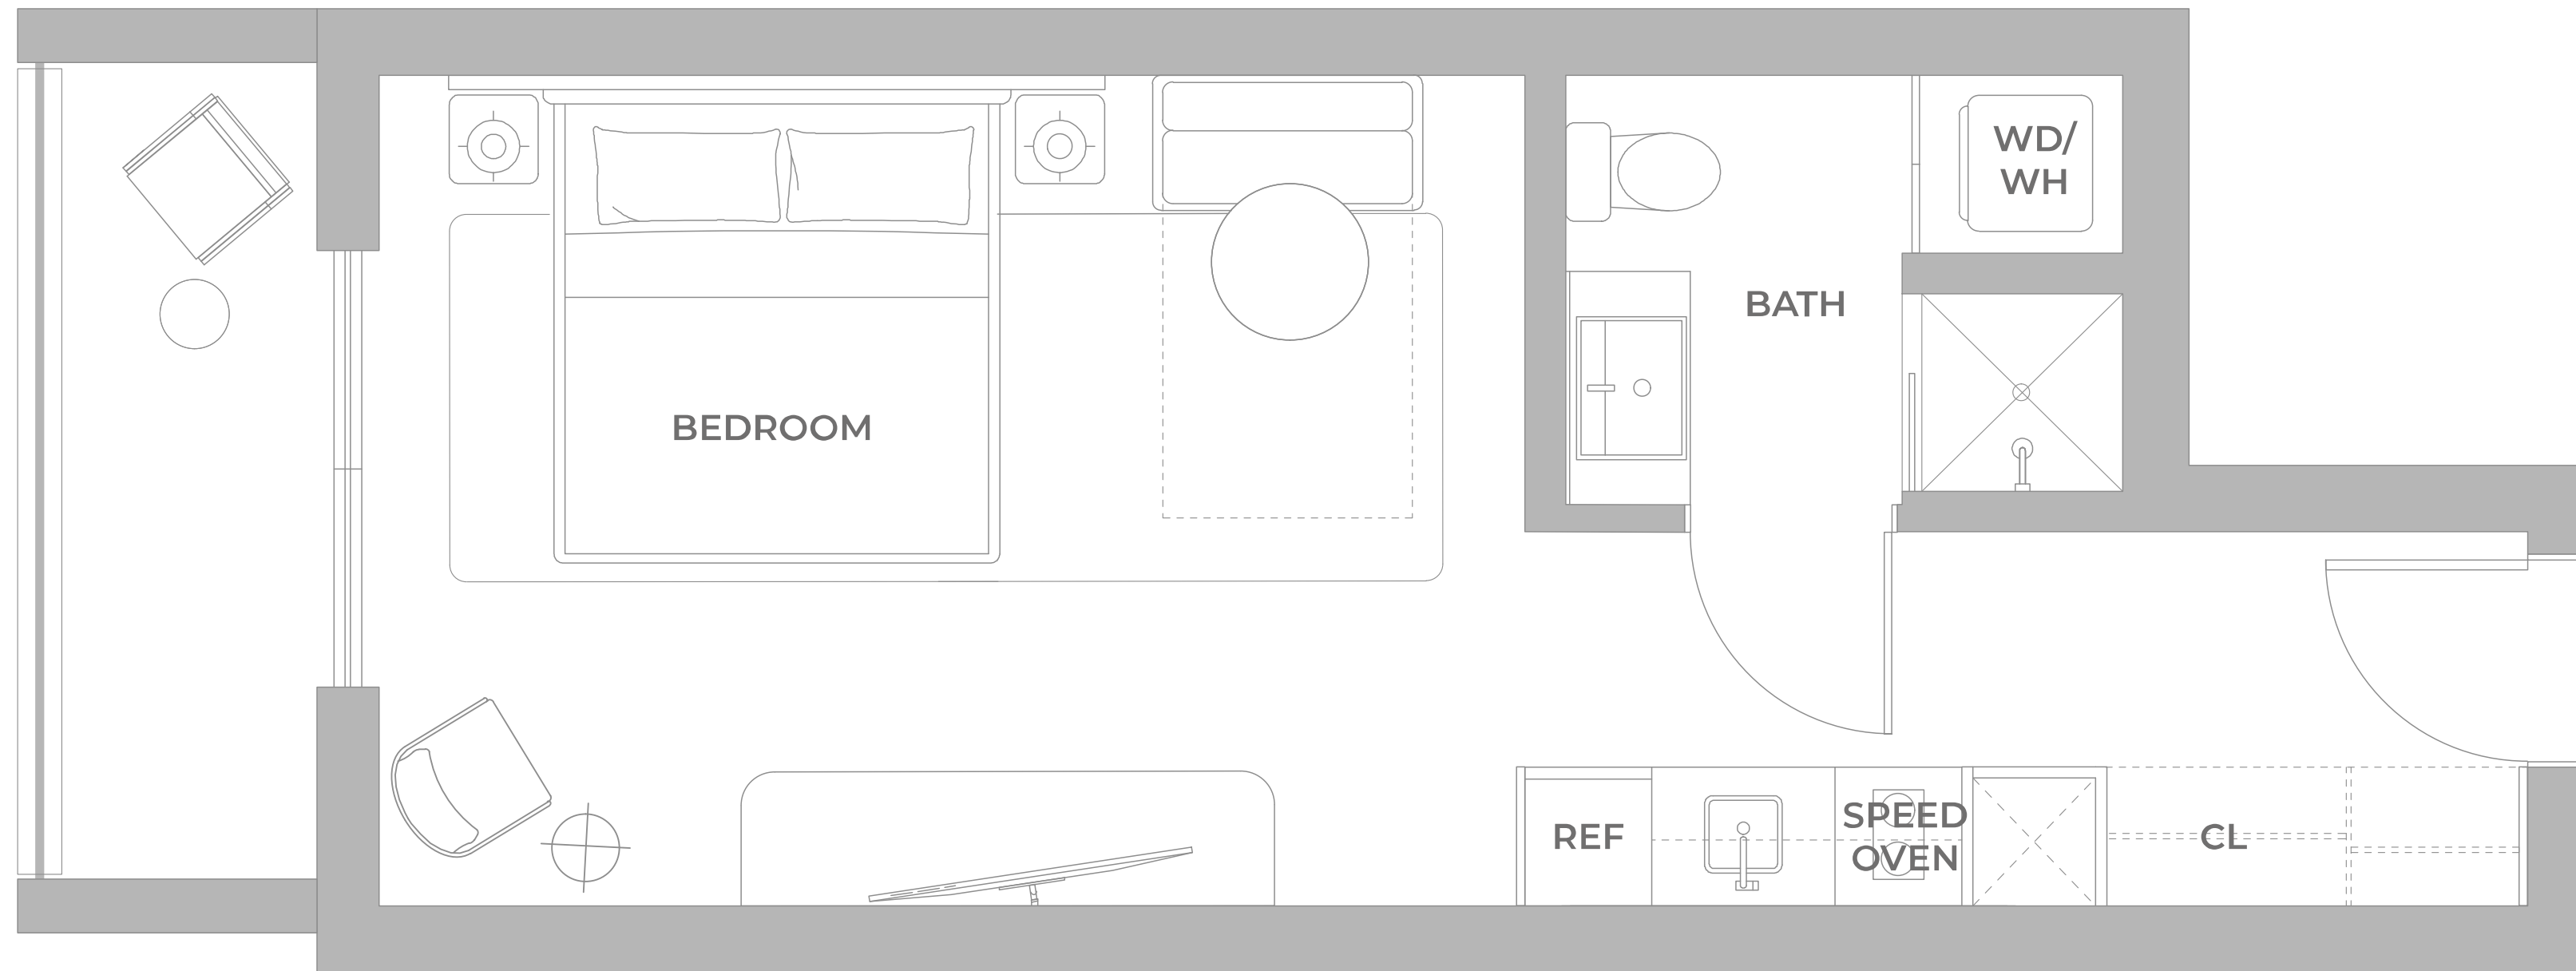 WD/
WH
BATH
BEDROOM
REF
SPEED
OVEN
CL